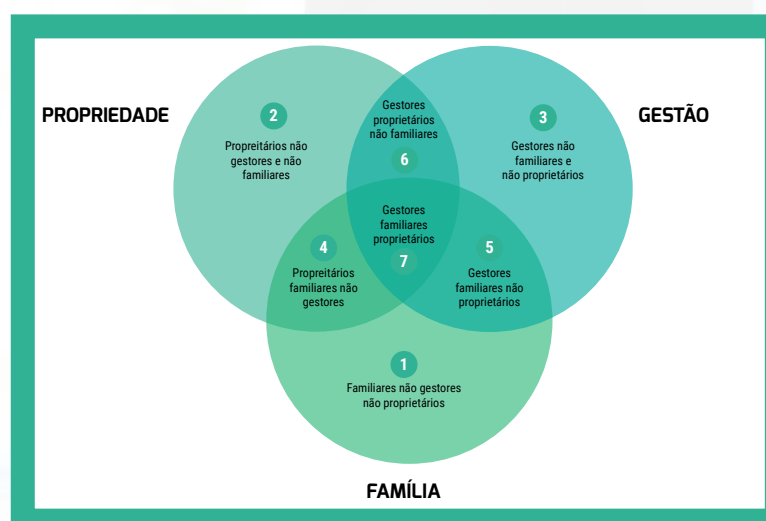 PROPRIEDADE
GESTÃO
2
Propreitários não
gestores e não
familiares
Gestores
proprietários
não familiares
6
3
Gestores não
familiares e
não proprietários
Gestores
familiares
proprietários
7
4
Propreitários
familiares não
gestores
5
Gestores
familiares não
proprietários
1
Familiares não gestores
não proprietários
FAMÍLIA